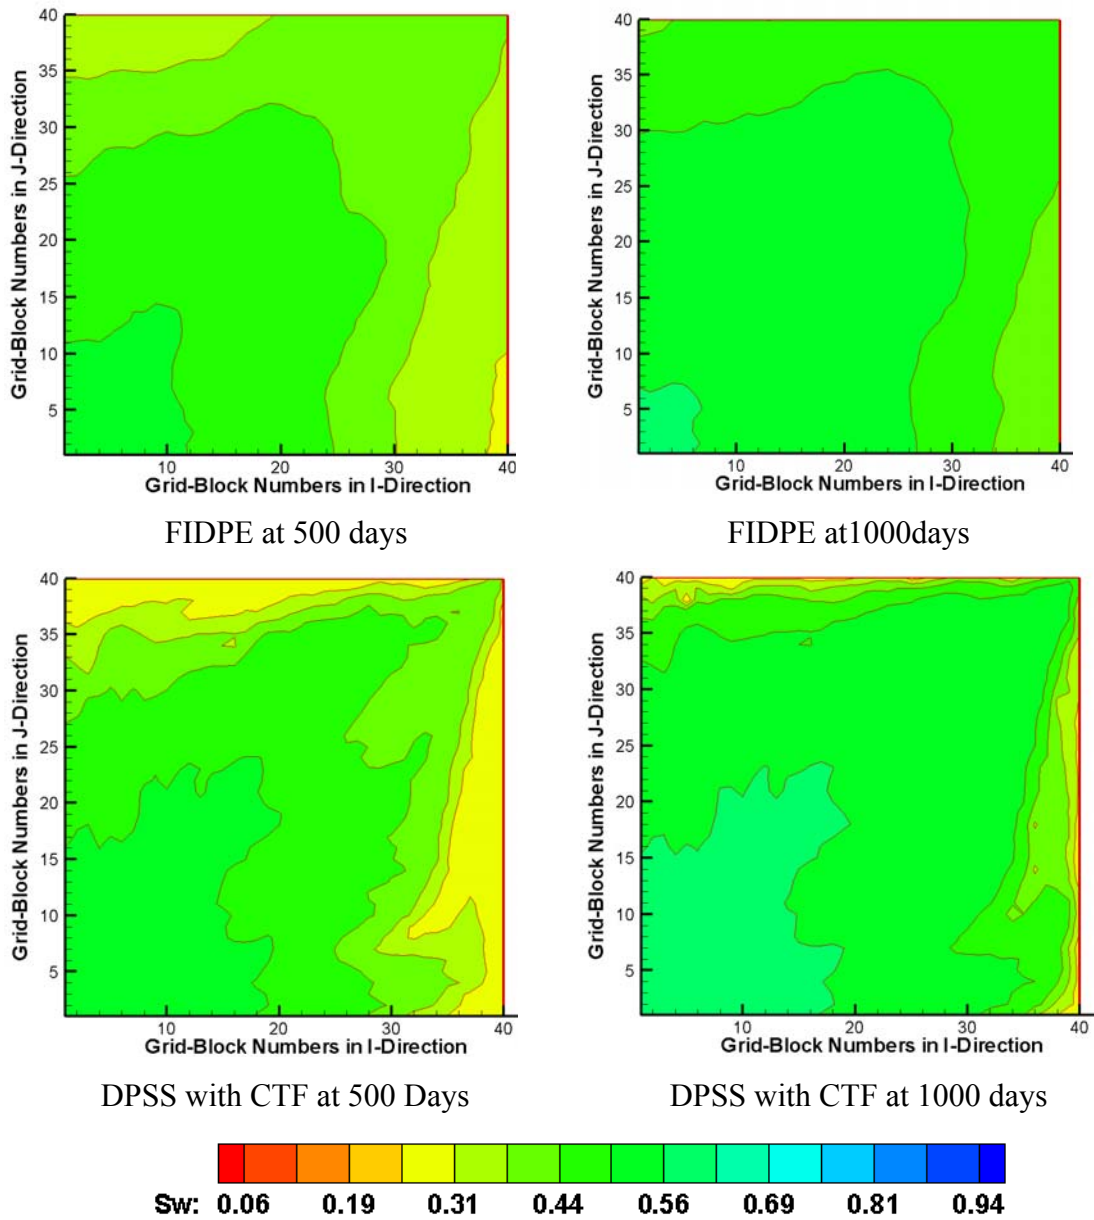 40
35
30
25
20
15
10
5
Grid-Block Numbers in J-Direction
10 20 30 40
Grid-Block Numbers in I-Direction
FIDPE at 500 days
40
35
30
25
20
15
10
5
Grid-Block Numbers in J-Direction
10 20 30 40
Grid-Block Numbers in I-Direction
FIDPE at1000days
40
35
30
25
20
15
10
5
Grid-Block Numbers in J-Direction
10 20 30 40
Grid-Block Numbers in I-Direction
DPSS with CTF at 500 Days
40
35
30
25
20
15
10
5
Grid-Block Numbers in J-Direction
10 20 30 40
Grid-Block Numbers in I-Direction
DPSS with CTF at 1000 days
Sw: 0.06 0.19 0.31 0.44 0.56 0.69 0.81 0.94